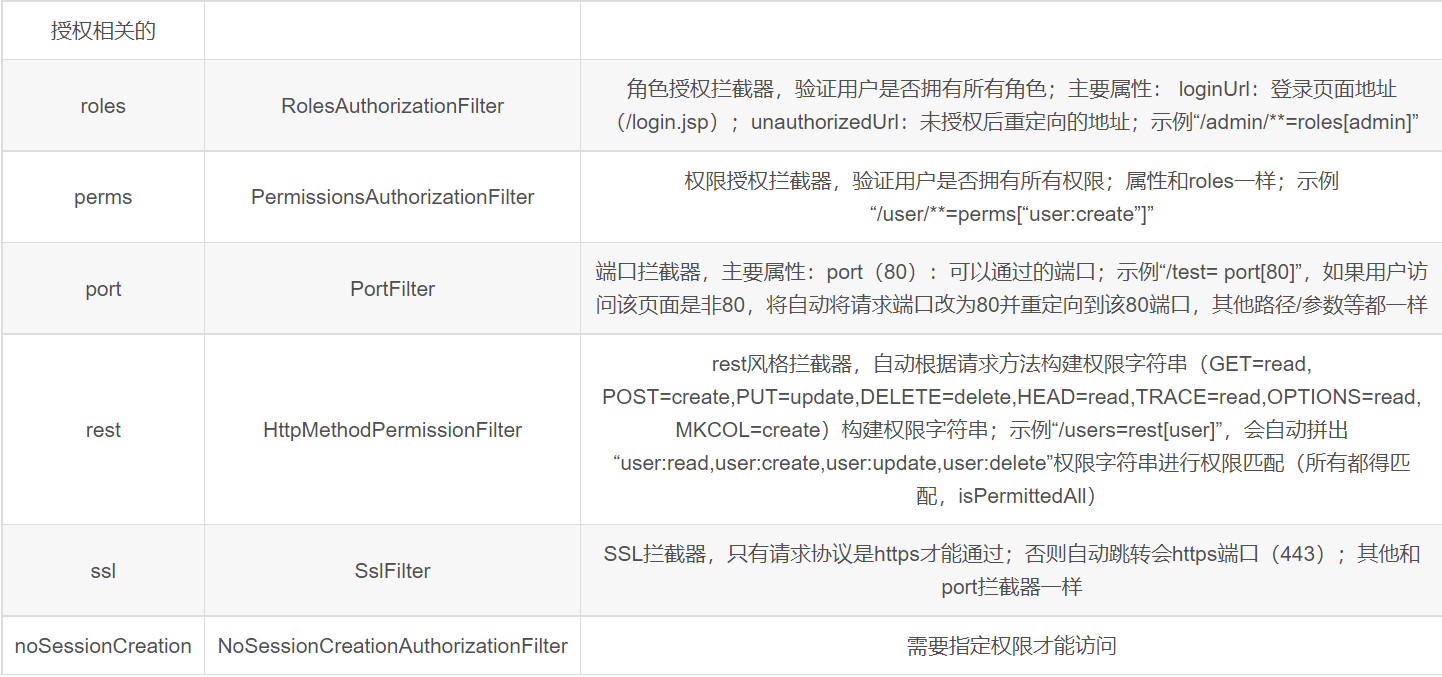 授权相关的
roles
RolesAuthorizationFilter
角色授权拦截器，验证用户是否拥有所有角色；主要属性： loginUrl：登录页面地址
（/login.jsp）；unauthorizedUrl：未授权后重定向的地址；示例“/admin/**=roles[admin]”
perms
PermissionsAuthorizationFilter
权限授权拦截器，验证用户是否拥有所有权限；属性和roles一样；示例
“/user/**=perms[“user:create”]”
port
PortFilter
端口拦截器，主要属性：port（80）：可以通过的端口；示例“/test= port[80]”，如果用户访
问该页面是非80，将自动将请求端口改为80并重定向到该80端口，其他路径/参数等都一样
rest
HttpMethodPermissionFilter
rest风格拦截器，自动根据请求方法构建权限字符串（GET=read,
POST=create,PUT=update,DELETE=delete,HEAD=read,TRACE=read,OPTIONS=read,
MKCOL=create）构建权限字符串；示例“/users=rest[user]”，会自动拼出
“user:read,user:create,user:update,user:delete”权限字符串进行权限匹配（所有都得匹
配，isPermittedAll）
ssl
SslFilter
SSL拦截器，只有请求协议是https才能通过；否则自动跳转会https端口（443）；其他和
port拦截器一样
noSessionCreation
NoSessionCreationAuthorizationFilter
需要指定权限才能访问